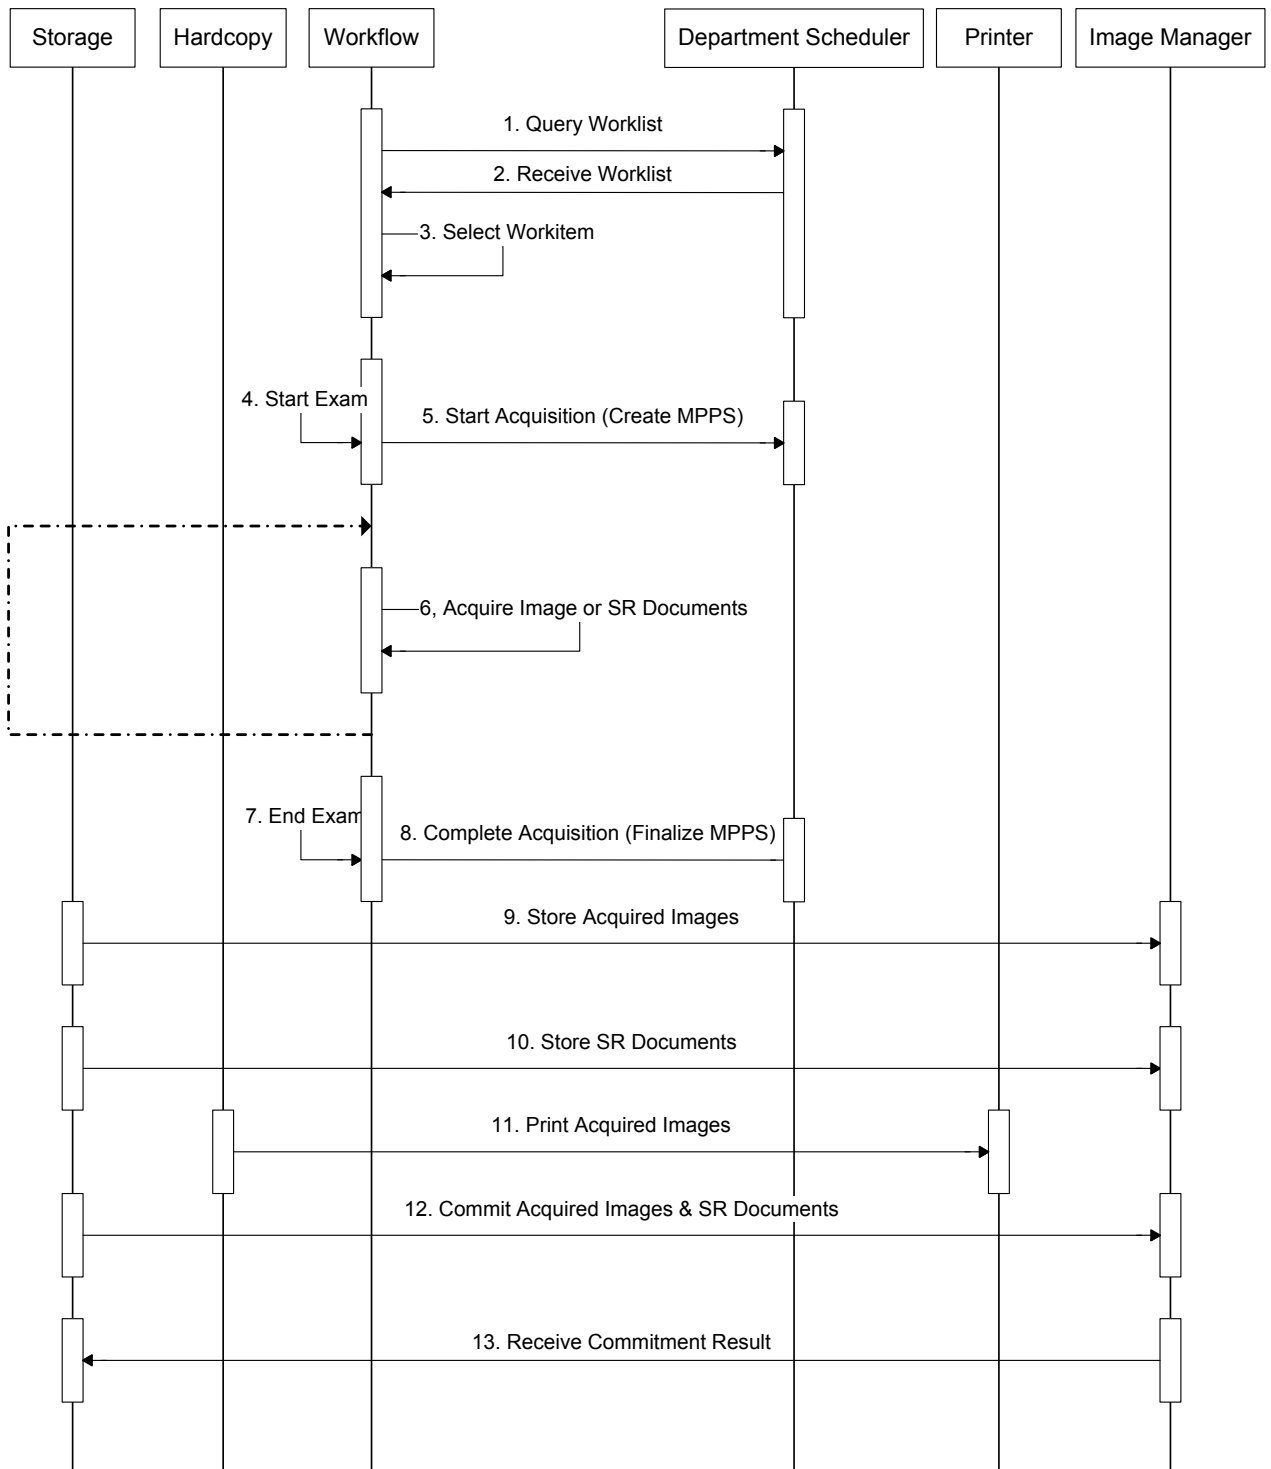 Storage
Hardcopy
Workflow
Department Scheduler
Printer
Image Manager
1. Query Worklist
2. Receive Worklist
3. Select Workitem
4. Start Exam
5. Start Acquisition (Create MPPS)
6, Acquire Image or SR Documents
7. End Exam
8. Complete Acquisition (Finalize MPPS)
9. Store Acquired Images
10. Store SR Documents
11. Print Acquired Images
12. Commit Acquired Images & SR Documents
13. Receive Commitment Result